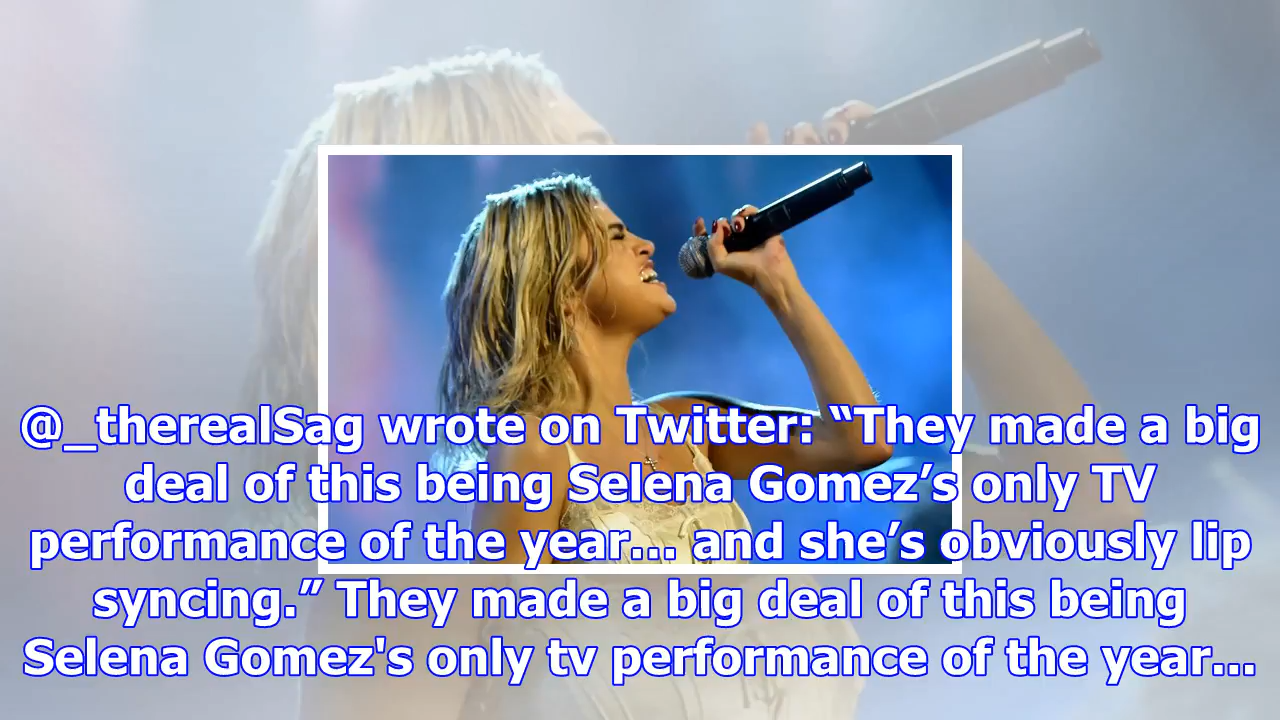 @_therealSag wrote on Twitter: “They made a big
deal of this being Selena Gomez’s only TV
performance of the year... and she’s obviously lip
syncing.” They made a big deal of this being
Selena Gomez's only tv performance of the year...